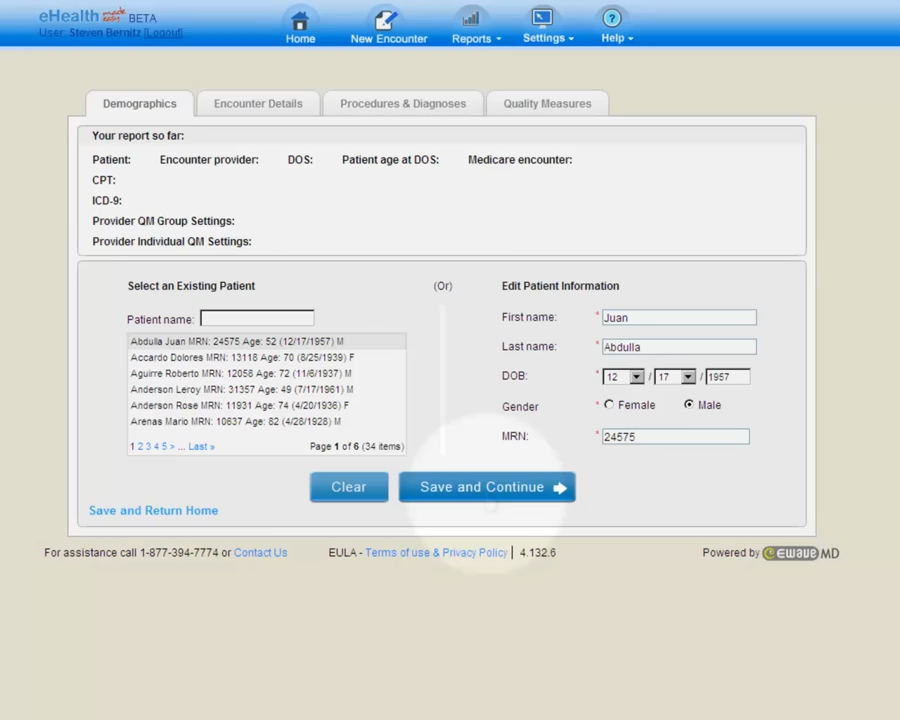 eHealth made easy BETA
User: Steven Bernitz [Logout]
Home
New Encounter
Reports
Settings
? Help
Demographics
Encounter Details
Procedures & Diagnoses
Quality Measures
Your report so far:
Patient: Encounter provider: DOS: Patient age at DOS: Medicare encounter:
CPT:
ICD-9:
Provider QM Group Settings:
Provider Individual QM Settings:
Select an Existing Patient
Patient name:
Abdulla Juan MRN: 24575 Age: 52 (12/17/1957) M
Accardo Dolores MRN: 13118 Age: 70 (8/25/1939) F
Aguirre Roberto MRN: 12058 Age: 72 (11/6/1937) M
Anderson Leroy MRN: 31357 Age: 49 (7/17/1961) M
Anderson Rose MRN: 11931 Age: 74 (4/20/1936) F
Arenas Mario MRN: 10637 Age: 82 (4/28/1928) M
1 2 3 4 5 > ... Last » Page 1 of 6 (34 items)
(Or)
Edit Patient Information
First name: * Juan
Last name: * Abdulla
DOB: * 12 / 17 / 1957
Gender * Female Male
MRN: * 24575
Clear
Save and Continue
Save and Return Home
For assistance call 1-877-394-7774 or Contact Us EULA - Terms of use & Privacy Policy | 4.132.6 Powered by eWAVE MD